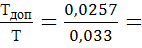 Tдоп/T = 0,0257/0,033 =